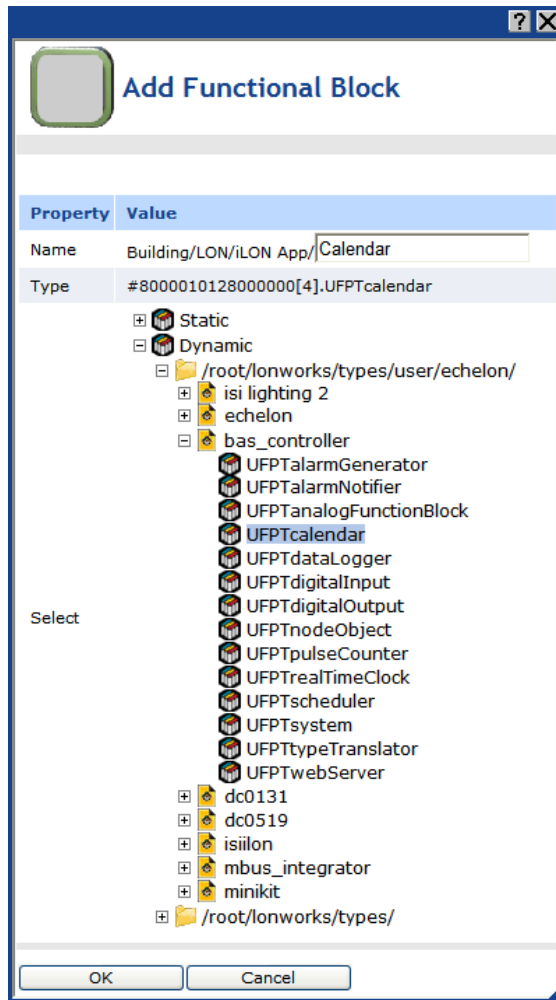 ?
Add Functional Block
Property Value
Name Building/LON/iLON App/Calendar
Type #8000010128000000[4].UFPTcalendar
Static
Dynamic
/root/lonworks/types/user/echelon/
isi lighting 2
echelon
bas_controller
UFPTalarmGenerator
UFPTalarmNotifier
UFPTanalogFunctionBlock
UFPTcalendar
UFPTdataLogger
UFPTdigitalInput
Select
UFPTdigitalOutput
UFPTnodeObject
UFPTpulseCounter
UFPTrealTimeClock
UFPTscheduler
UFPTsystem
UFPTtypeTranslator
UFPTwebServer
dc0131
dc0519
isiilon
mbus_integrator
minikit
/root/lonworks/types/
OK Cancel